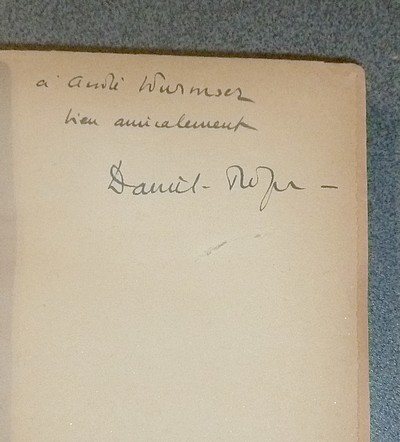 à André Wurmser
bien amicalement
Daniel-Rops -